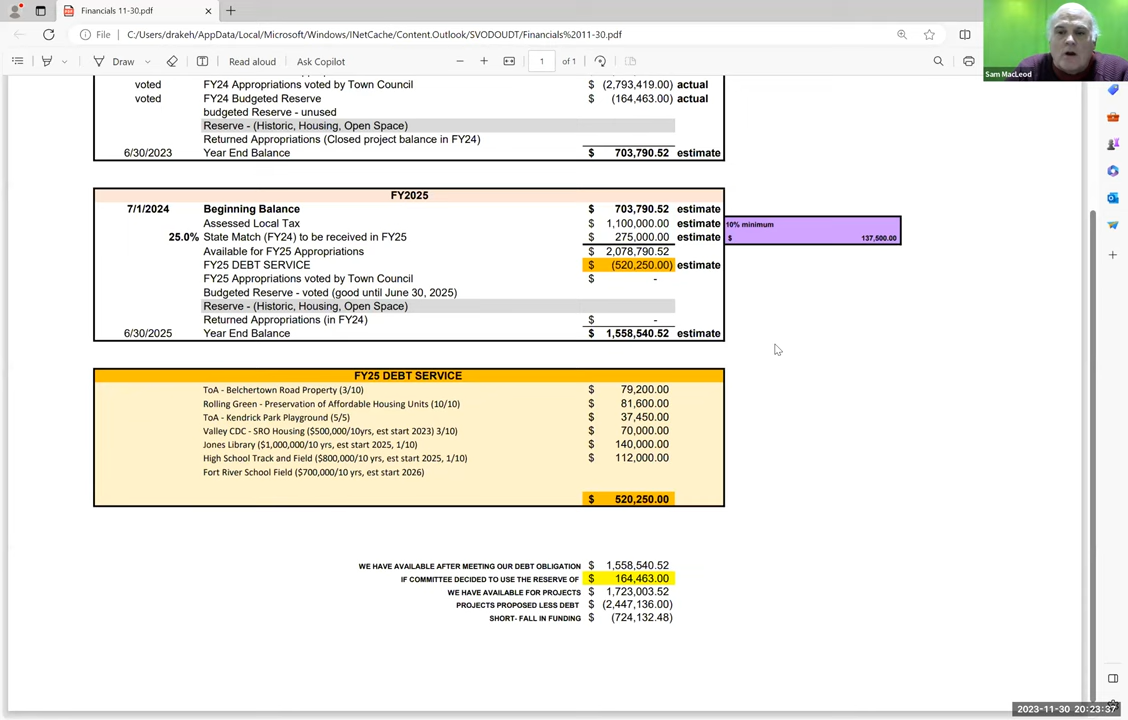 Financials 11-30.pdf
File C:/Users/drakeh/AppData/Local/Microsoft/Windows/INetCache/Content.Outlook/SVODOUDT/Financials%2011-30.pdf
Draw Read aloud Ask Copilot 1 of 1
Sam MacLeod
voted FY24 Appropriations voted by Town Council $ (2,793,419.00) actual
voted FY24 Budgeted Reserve $ (164,463.00) actual
budgeted Reserve - unused
Reserve - (Historic, Housing, Open Space)
Returned Appropriations (Closed project balance in FY24)
6/30/2023 Year End Balance $ 703,790.52 estimate
FY2025
7/1/2024 Beginning Balance $ 703,790.52 estimate
Assessed Local Tax $ 1,100,000.00 estimate 10% minimum
25.0% State Match (FY24) to be received in FY25 $ 275,000.00 estimate $ 137,500.00
Available for FY25 Appropriations $ 2,078,790.52
FY25 DEBT SERVICE $ (520,250.00) estimate
FY25 Appropriations voted by Town Council $ -
Budgeted Reserve - voted (good until June 30, 2025)
Reserve - (Historic, Housing, Open Space)
Returned Appropriations (in FY24) $ -
6/30/2025 Year End Balance $ 1,558,540.52 estimate
FY25 DEBT SERVICE
ToA - Belchertown Road Property (3/10) $ 79,200.00
Rolling Green - Preservation of Affordable Housing Units (10/10) $ 81,600.00
ToA - Kendrick Park Playground (5/5) $ 37,450.00
Valley CDC - SRO Housing ($500,000/10yrs, est start 2023) 3/10) $ 70,000.00
Jones Library ($1,000,000/10 yrs, est start 2025, 1/10) $ 140,000.00
High School Track and Field ($800,000/10 yrs, est start 2025, 1/10) $ 112,000.00
Fort River School Field ($700,000/10 yrs, est start 2026)
$ 520,250.00
WE HAVE AVAILABLE AFTER MEETING OUR DEBT OBLIGATION $ 1,558,540.52
IF COMMITTEE DECIDED TO USE THE RESERVE OF $ 164,463.00
WE HAVE AVAILABLE FOR PROJECTS $ 1,723,003.52
PROJECTS PROPOSED LESS DEBT $ (2,447,136.00)
SHORT- FALL IN FUNDING $ (724,132.48)
2023-11-30 20:23:37